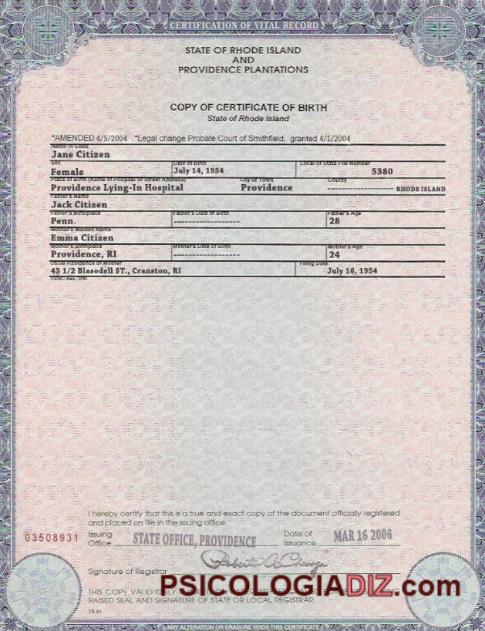 CERTIFICATION OF VITAL RECORD
STATE OF RHODE ISLAND
AND
PROVIDENCE PLANTATIONS
COPY OF CERTIFICATE OF BIRTH
State of Rhode Island
*AMENDED 4/5/2004 *Legal change Probate Court of Smithfield, granted 4/1/2004
Name of Child
Jane Citizen
Sex Date of Birth Local or State File Number
Female July 14, 1954 5380
Place of Birth (Name of Hospital or Street Address) City or Town County
Providence Lying-In Hospital Providence ---------------- RHODE ISLAND
Father's Name
Jack Citizen
Father's Birthplace Father's Date of Birth Father's Age
Penn. ---------------- 28
Mother's Maiden Name
Emma Citizen
Mother's Birthplace Mother's Date of Birth Mother's Age
Providence, RI ---------------- 24
Usual Residence of Mother Filing Date
43 1/2 Blasodell ST., Cranston, RI July 16, 1954
I hereby certify that this is a true and exact copy of the document officially registered
and placed on file in the issuing office.
03508931
Issuing Office STATE OFFICE, PROVIDENCE Date of Issuance MAR 16 2006
Signature of Registrar
PSICOLOGIADIZ.com
THIS COPY VALID ONLY
RAISED SEAL AND SIGNATURE OF STATE OR LOCAL REGISTRAR.
VS-91
ANY ALTERATION OR ERASURE VOIDS THIS CERTIFICATE